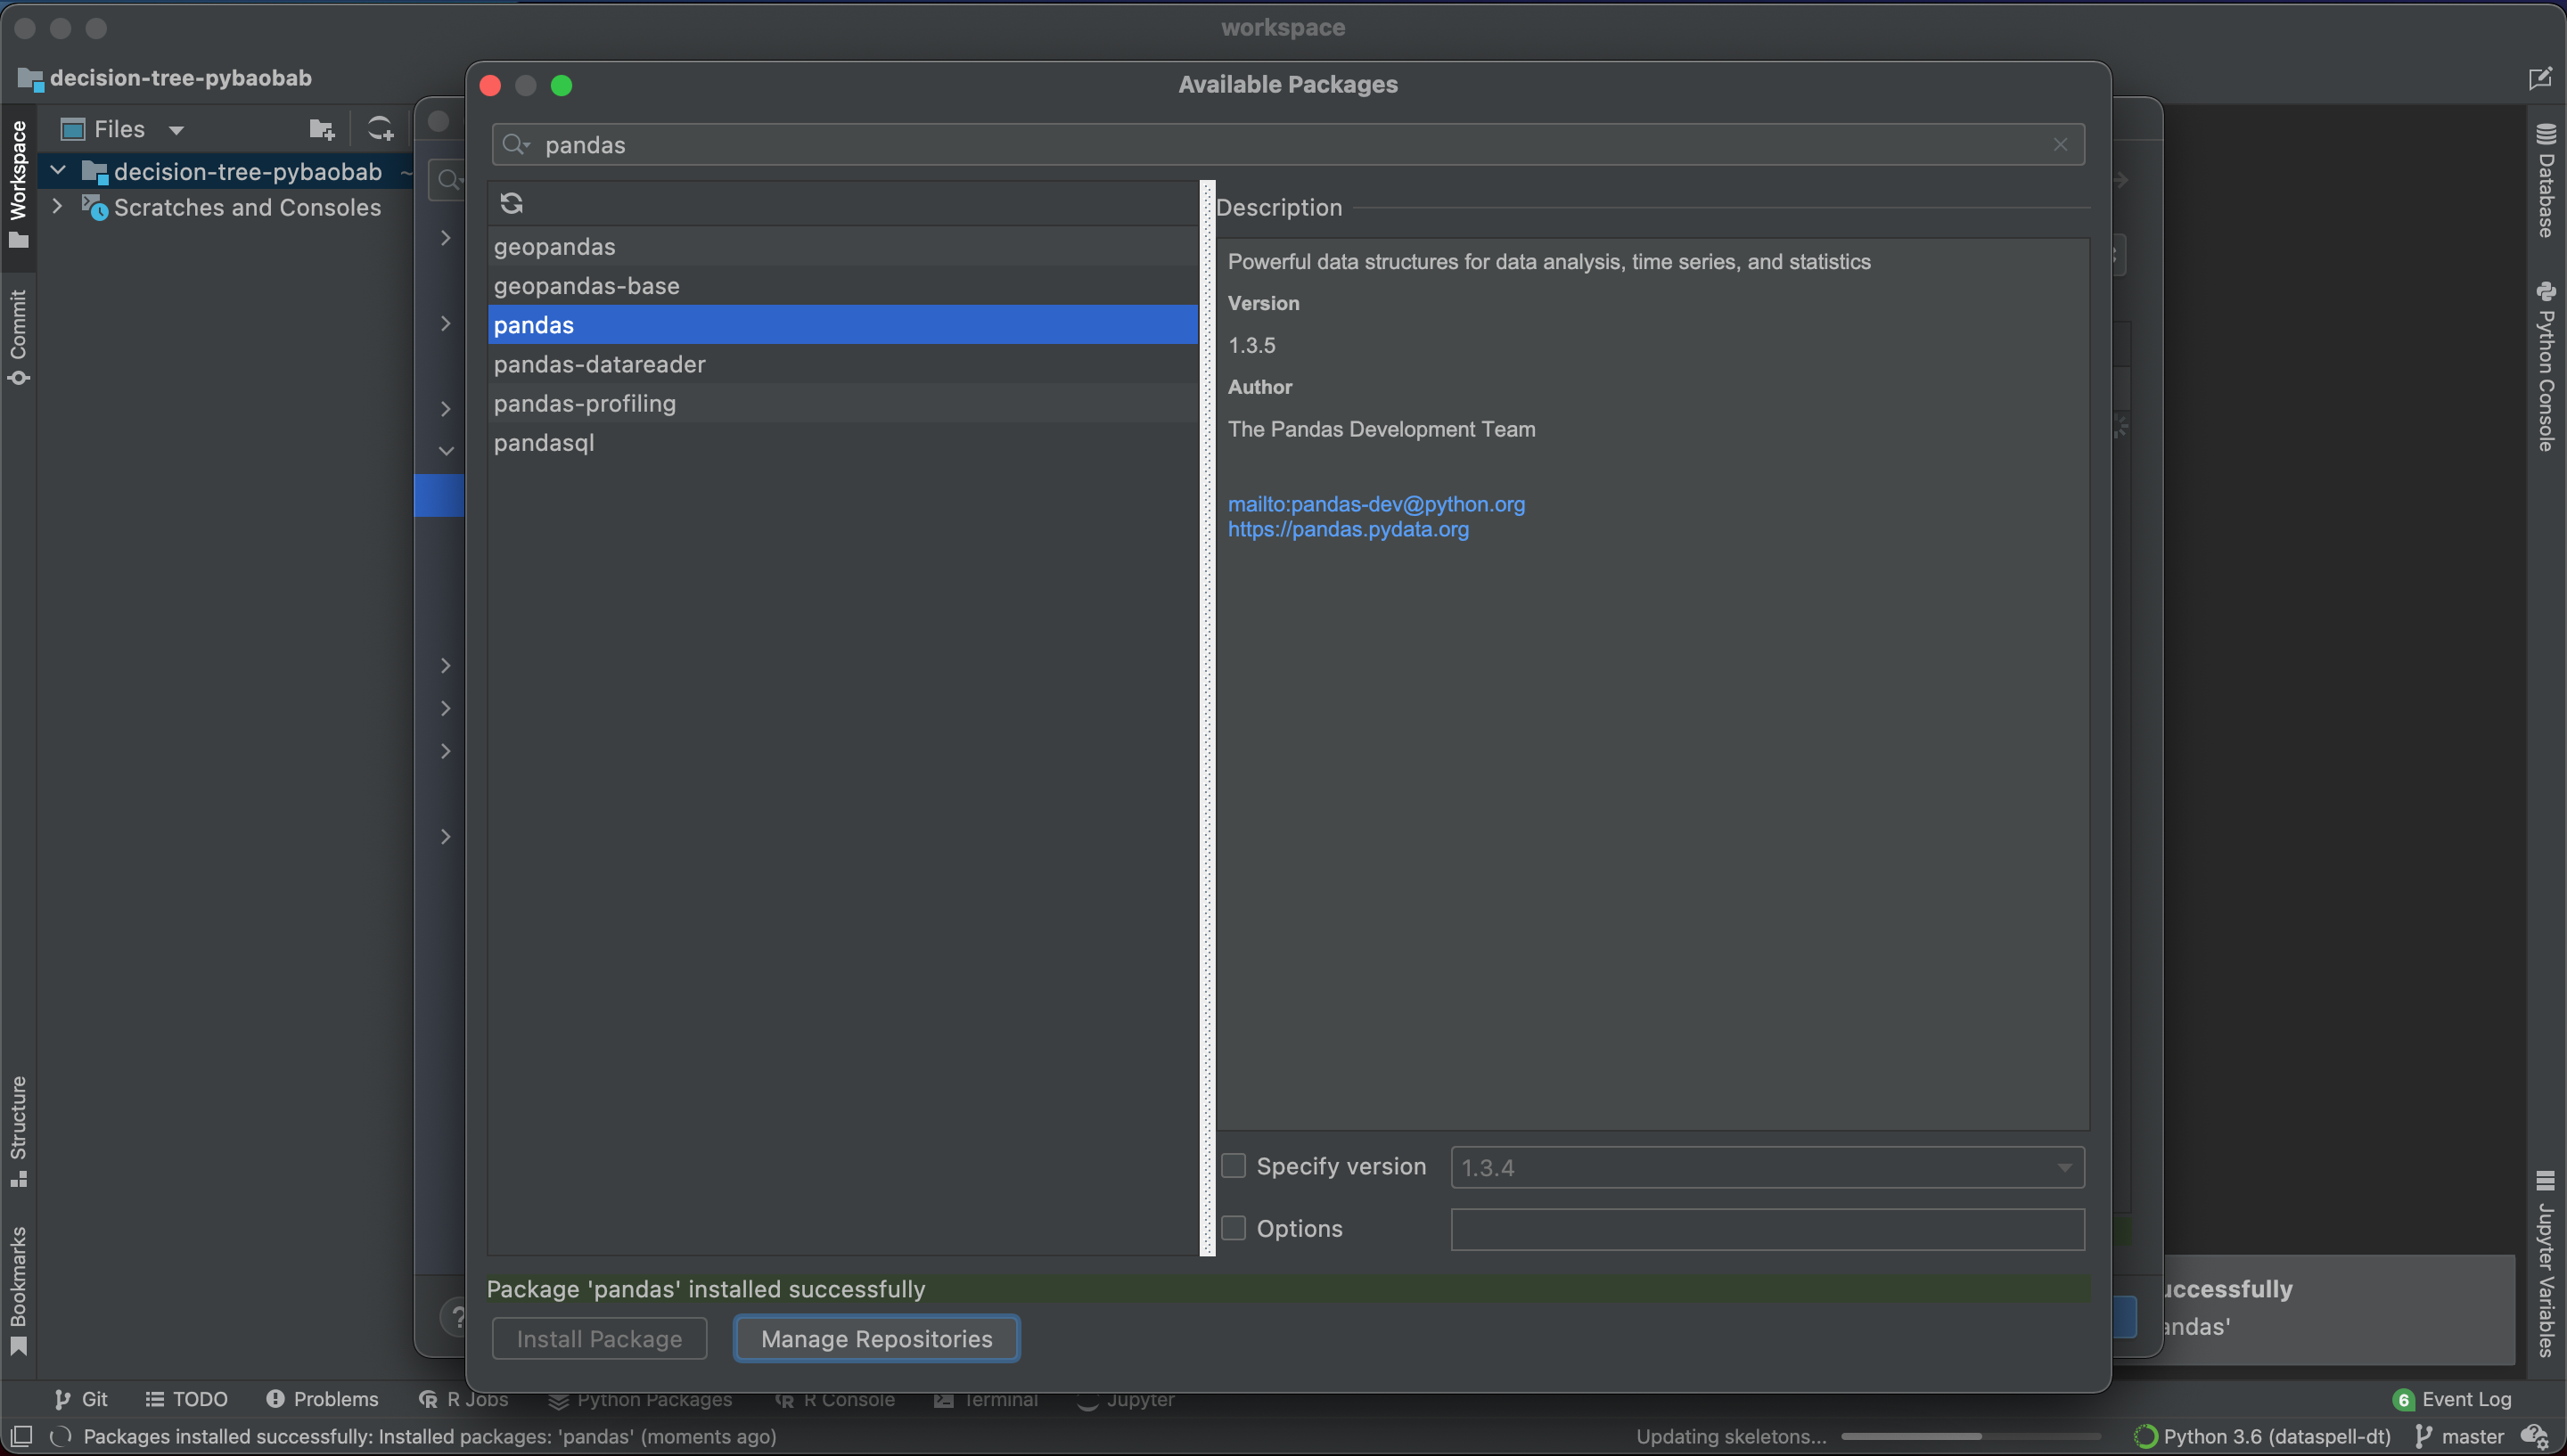 workspace
decision-tree-pybaobab
Available Packages
Workspace
Files
pandas
decision-tree-pybaobab ~
Scratches and Consoles
Description
geopandas
geopandas-base
pandas
pandas-datareader
pandas-profiling
pandasql
Powerful data structures for data analysis, time series, and statistics
Version
1.3.5
Author
The Pandas Development Team
mailto:pandas-dev@python.org
https://pandas.pydata.org
Commit
Structure
Bookmarks
Database
Python Console
Jupyter Variables
Specify version
1.3.4
Options
Package 'pandas' installed successfully
Install Package
Manage Repositories
?
uccessfully
andas'
Git
TODO
Problems
R Jobs
Python Packages
R Console
Terminal
Jupyter
6 Event Log
Packages installed successfully: Installed packages: 'pandas' (moments ago)
Updating skeletons...
Python 3.6 (dataspell-dt)
master